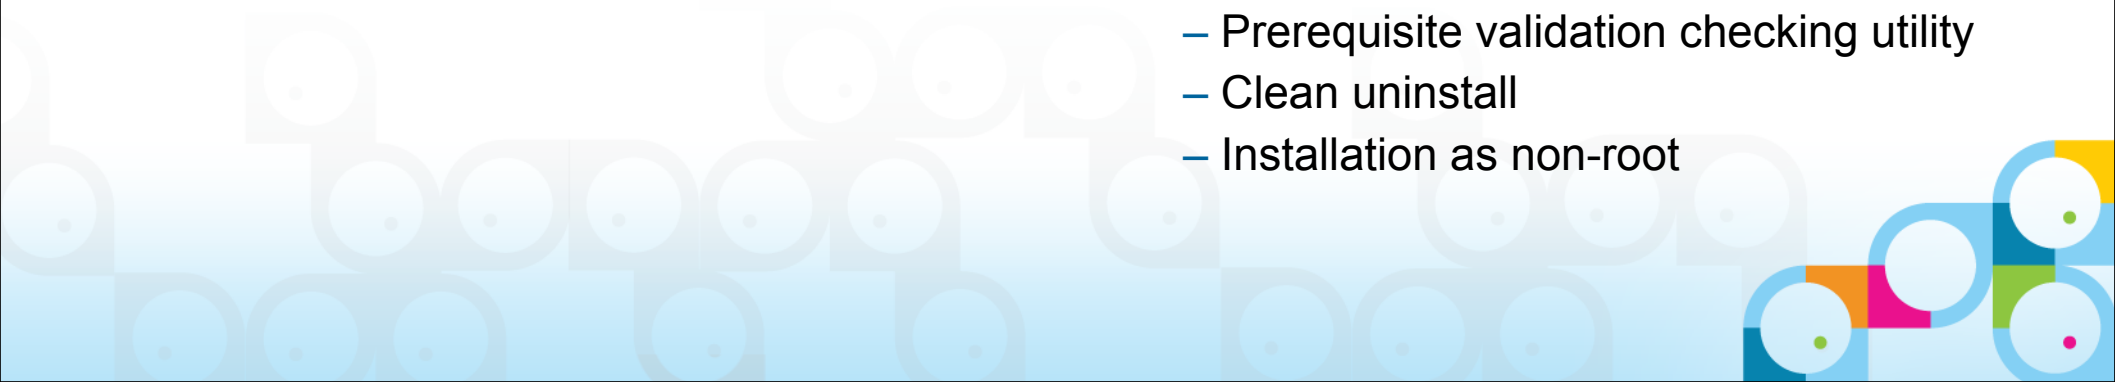 – Prerequisite validation checking utility
– Clean uninstall
– Installation as non-root